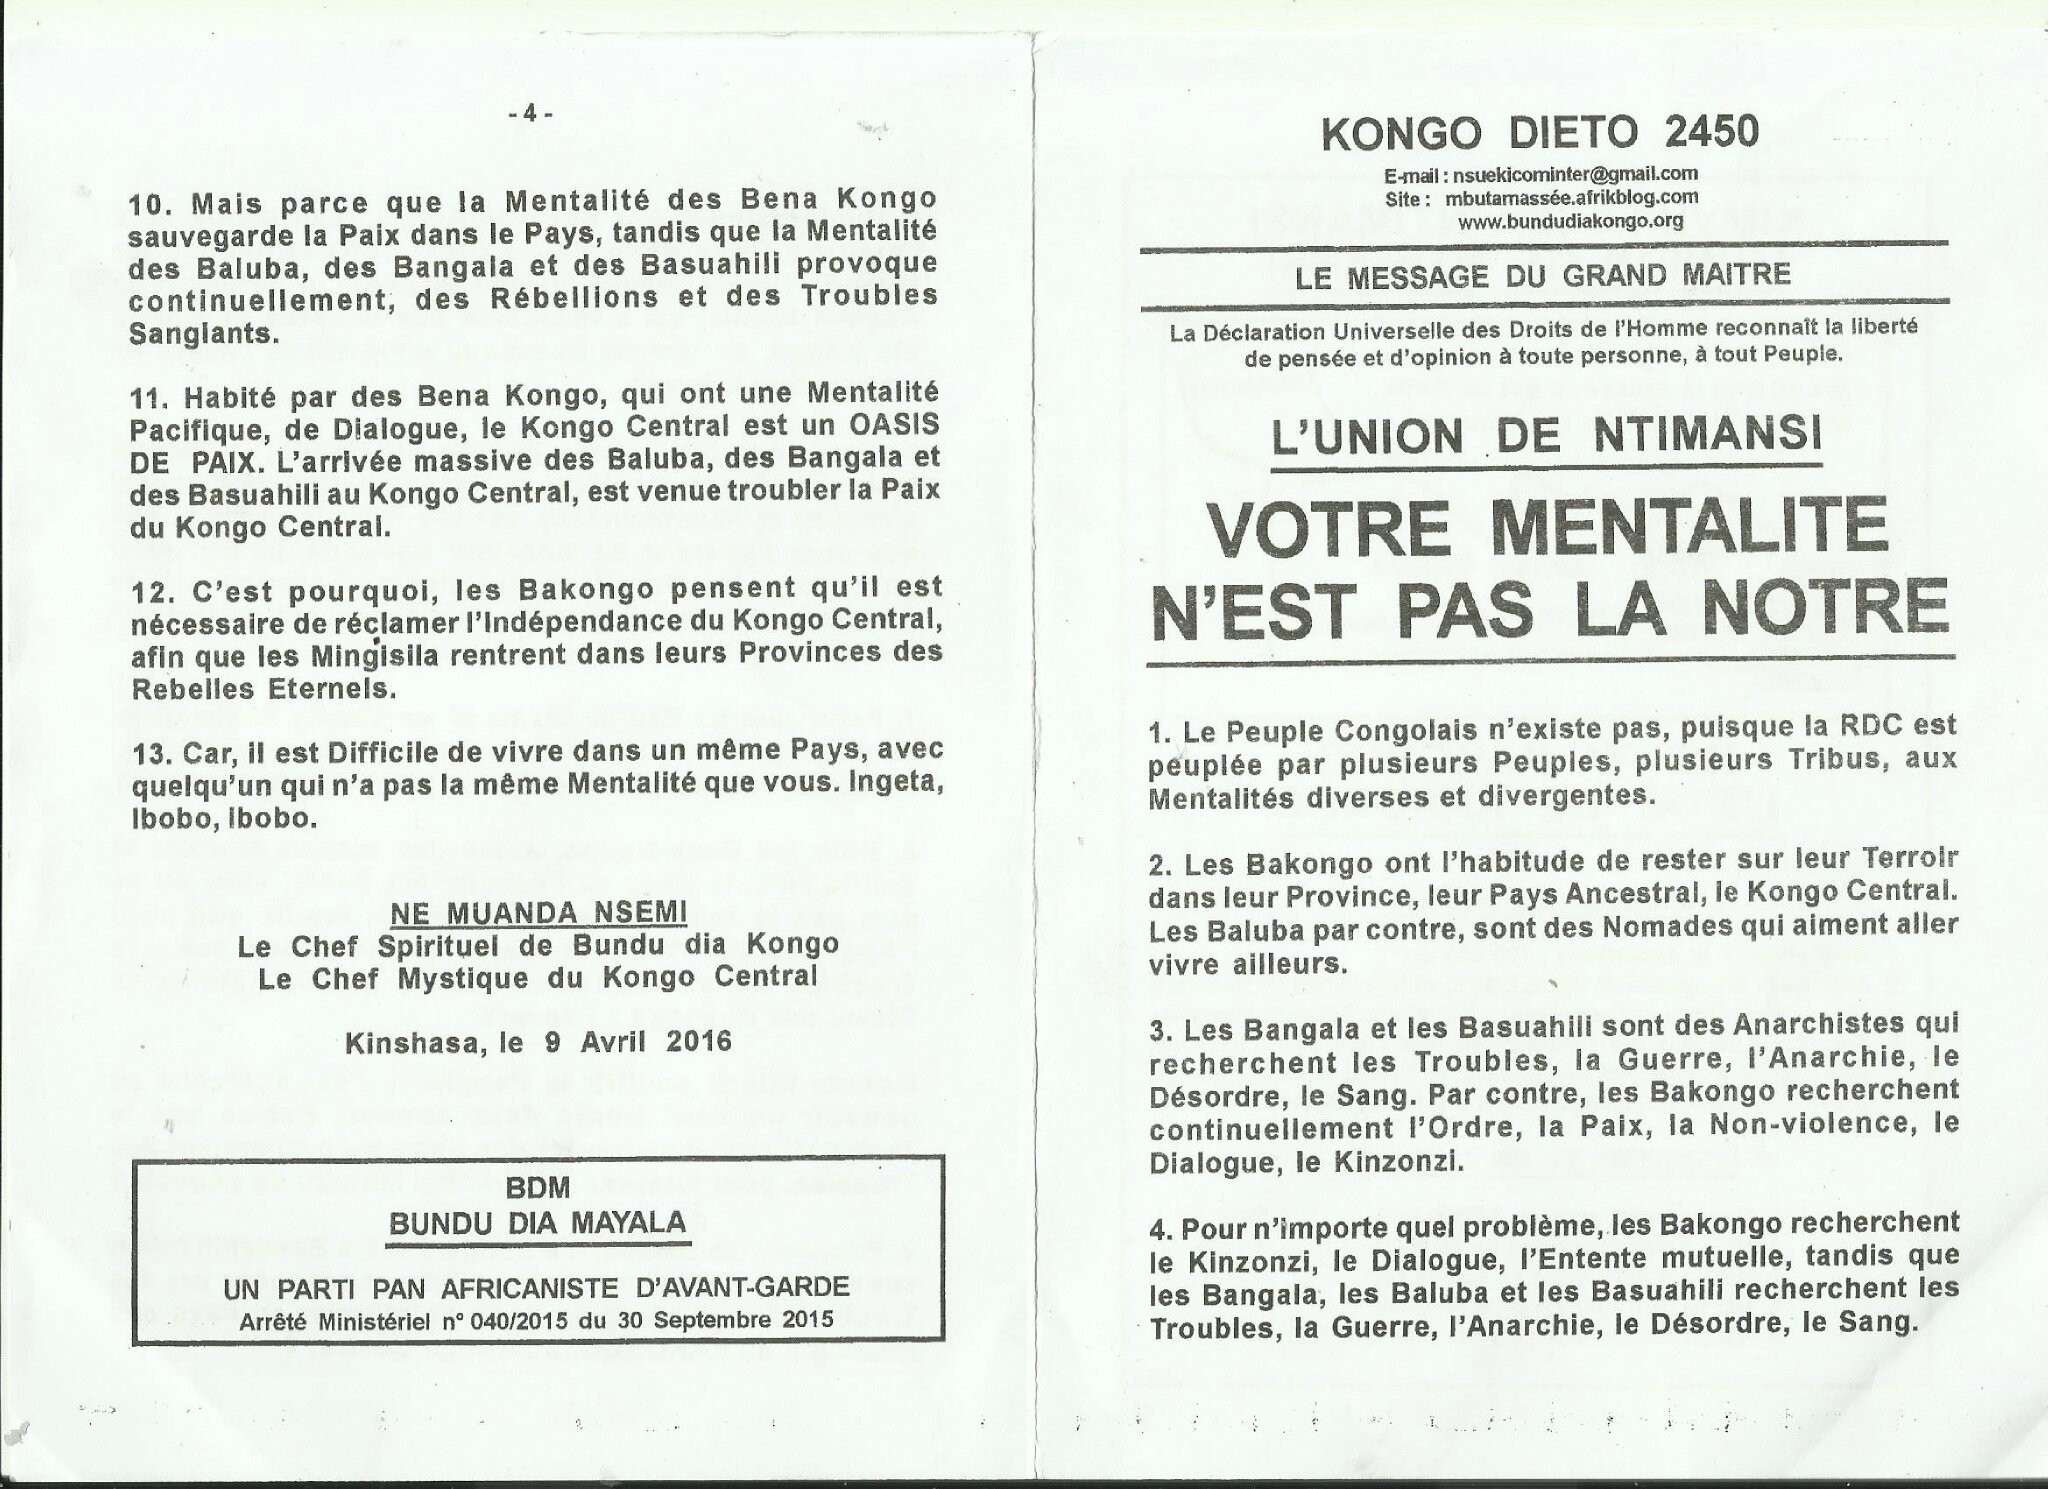 - 4 -
10. Mais parce que la Mentalité des Bena Kongo
sauvegarde la Paix dans le Pays, tandis que la Mentalité
des Baluba, des Bangala et des Basuahili provoque
continuellement, des Rébellions et des Troubles
Sanglants.
11. Habité par des Bena Kongo, qui ont une Mentalité
Pacifique, de Dialogue, le Kongo Central est un OASIS
DE PAIX. L'arrivée massive des Baluba, des Bangala et
des Basuahili au Kongo Central, est venue troubler la Paix
du Kongo Central.
12. C'est pourquoi, les Bakongo pensent qu'il est
nécessaire de réclamer l'Indépendance du Kongo Central,
afin que les Mingisila rentrent dans leurs Provinces des
Rebelles Eternels.
13. Car, il est Difficile de vivre dans un même Pays, avec
quelqu'un qui n'a pas la même Mentalité que vous. Ingeta,
Ibobo, Ibobo.
NE MUANDA NSEMI
Le Chef Spirituel de Bundu dia Kongo
Le Chef Mystique du Kongo Central
Kinshasa, le 9 Avril 2016
BDM
BUNDU DIA MAYALA
UN PARTI PAN AFRICANISTE D'AVANT-GARDE
Arrêté Ministériel n° 040/2015 du 30 Septembre 2015
KONGO DIETO 2450
E-mail : nsuekicominter@gmail.com
Site : mbutamassée.afrikblog.com
www.bundudiakongo.org
LE MESSAGE DU GRAND MAITRE
La Déclaration Universelle des Droits de l'Homme reconnaît la liberté
de pensée et d'opinion à toute personne, à tout Peuple.
L'UNION DE NTIMANSI
VOTRE MENTALITE
N'EST PAS LA NOTRE
1. Le Peuple Congolais n'existe pas, puisque la RDC est
peuplée par plusieurs Peuples, plusieurs Tribus, aux
Mentalités diverses et divergentes.
2. Les Bakongo ont l'habitude de rester sur leur Terroir
dans leur Province, leur Pays Ancestral, le Kongo Central.
Les Baluba par contre, sont des Nomades qui aiment aller
vivre ailleurs.
3. Les Bangala et les Basuahili sont des Anarchistes qui
recherchent les Troubles, la Guerre, l'Anarchie, le
Désordre, le Sang. Par contre, les Bakongo recherchent
continuellement l'Ordre, la Paix, la Non-violence, le
Dialogue, le Kinzonzi.
4. Pour n'importe quel problème, les Bakongo recherchent
le Kinzonzi, le Dialogue, l'Entente mutuelle, tandis que
les Bangala, les Baluba et les Basuahili recherchent les
Troubles, la Guerre, l'Anarchie, le Désordre, le Sang.